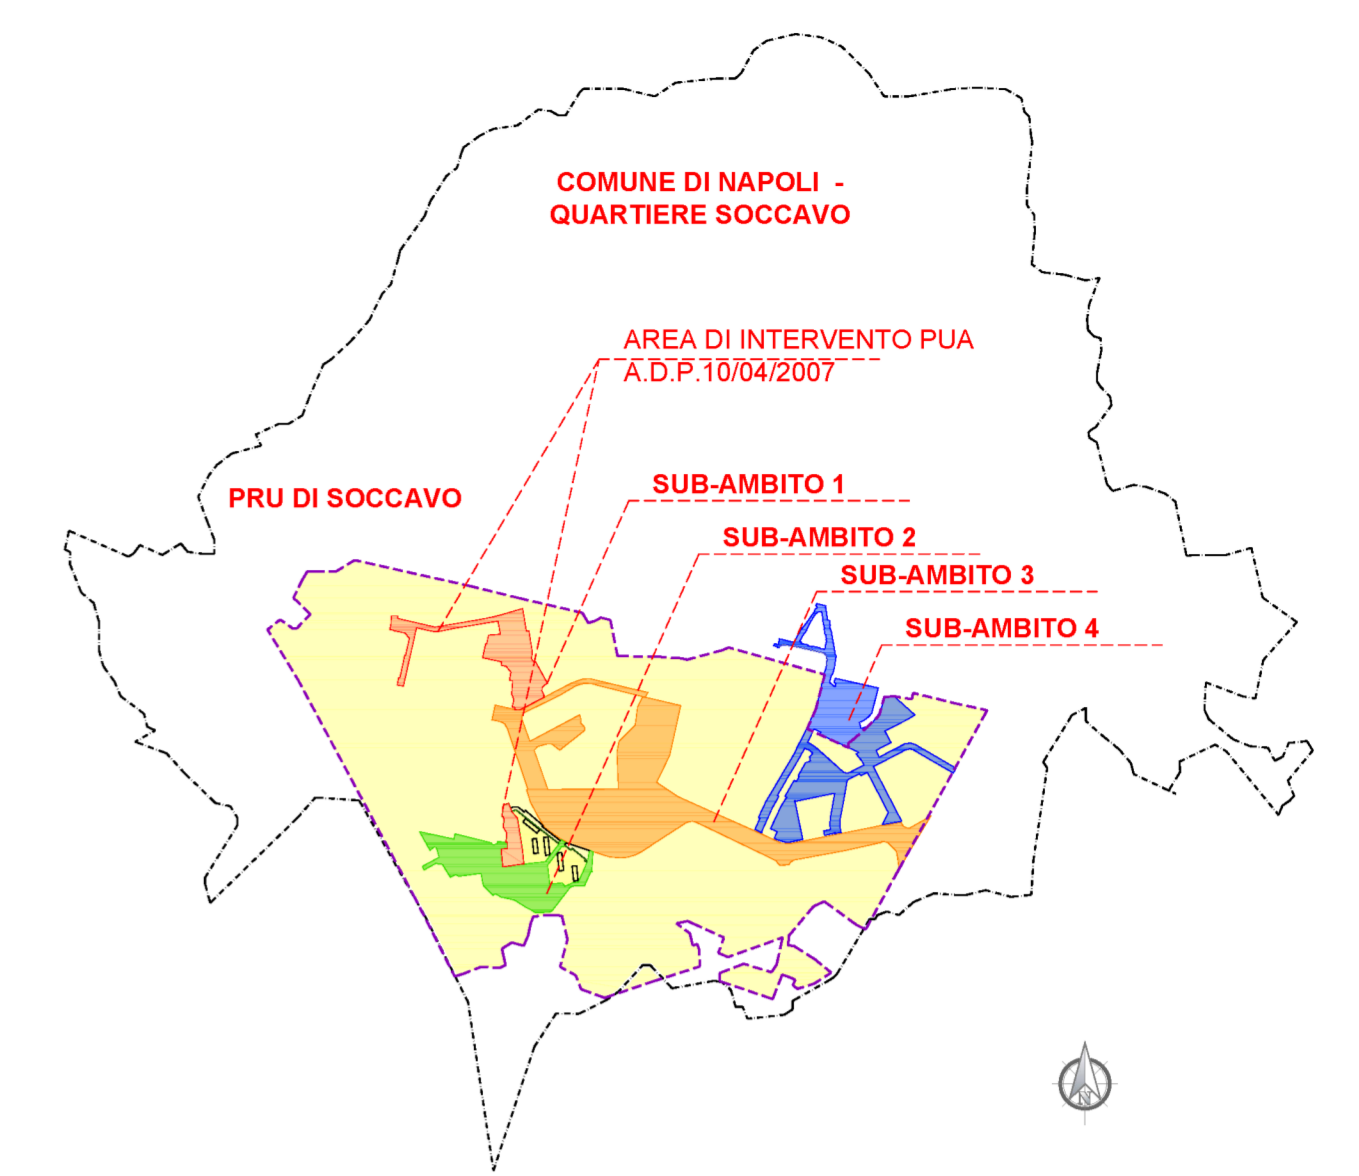 COMUNE DI NAPOLI -
QUARTIERE SOCCAVO
AREA DI INTERVENTO PUA
A.D.P.10/04/2007
PRU DI SOCCAVO
SUB-AMBITO 1
SUB-AMBITO 2
SUB-AMBITO 3
SUB-AMBITO 4
N